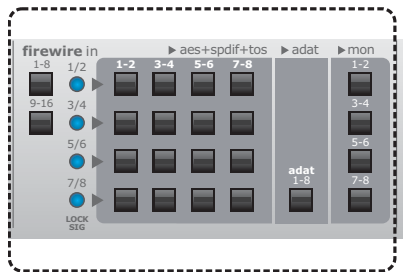 firewire in ▶ aes+spdif+tos ▶ adat ▶ mon
1-8 1/2 1-2 3-4 5-6 7-8 1-2
9-16 3/4 3-4
5/6 5-6
7/8 adat 1-8 7-8
LOCK
SIG